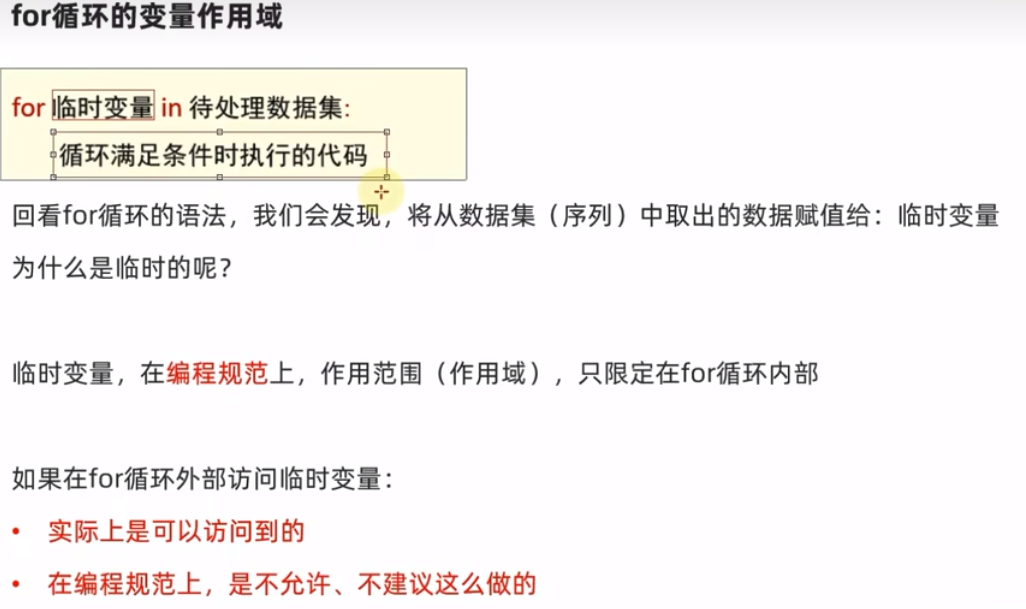 for循环的变量作用域
for 临时变量 in 待处理数据集:
循环满足条件时执行的代码
回看for循环的语法，我们会发现，将从数据集（序列）中取出的数据赋值给：临时变量
为什么是临时的呢？
临时变量，在编程规范上，作用范围（作用域），只限定在for循环内部
如果在for循环外部访问临时变量：
• 实际上是可以访问到的
• 在编程规范上，是不允许、不建议这么做的